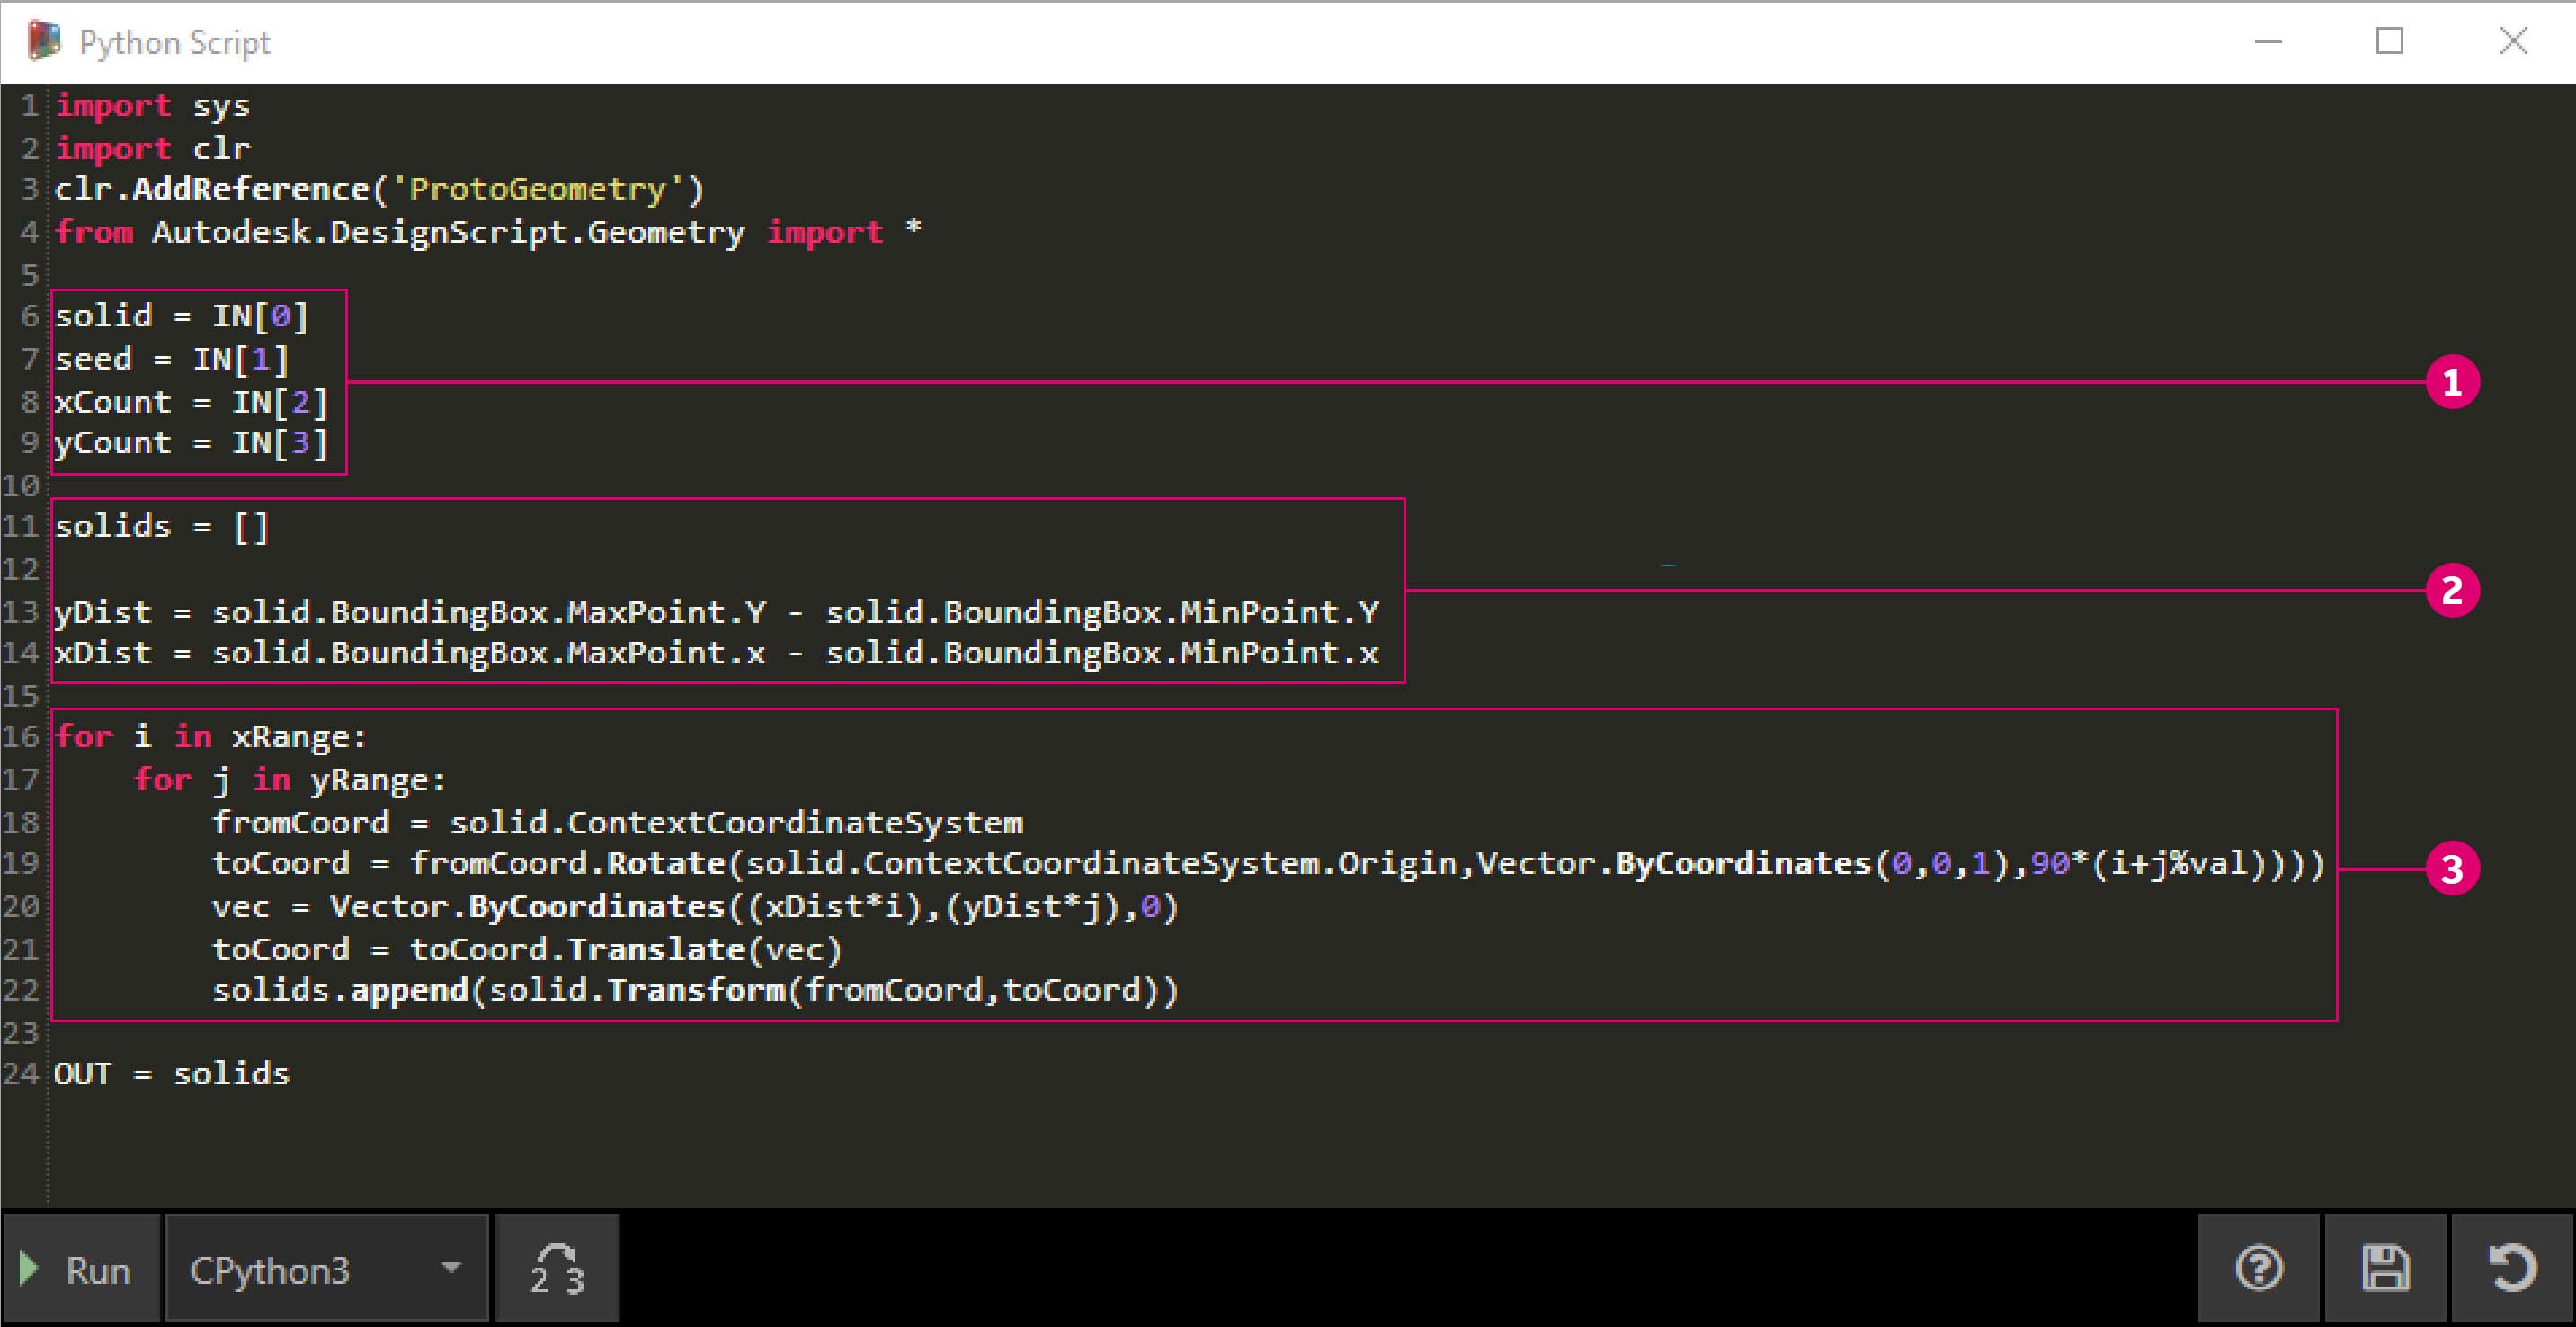 Python Script
1 import sys
2 import clr
3 clr.AddReference('ProtoGeometry')
4 from Autodesk.DesignScript.Geometry import *
5
6 solid = IN[0]
7 seed = IN[1]
8 xCount = IN[2]
9 yCount = IN[3]
1
10
11 solids = []
12
13 yDist = solid.BoundingBox.MaxPoint.Y - solid.BoundingBox.MinPoint.Y
14 xDist = solid.BoundingBox.MaxPoint.x - solid.BoundingBox.MinPoint.x
2
15
16 for i in xRange:
17     for j in yRange:
18         fromCoord = solid.ContextCoordinateSystem
19         toCoord = fromCoord.Rotate(solid.ContextCoordinateSystem.Origin,Vector.ByCoordinates(0,0,1),90*(i+j%val))))
20         vec = Vector.ByCoordinates((xDist*i),(yDist*j),0)
21         toCoord = toCoord.Translate(vec)
22         solids.append(solid.Transform(fromCoord,toCoord))
3
23
24 OUT = solids
Run CPython3 2 3